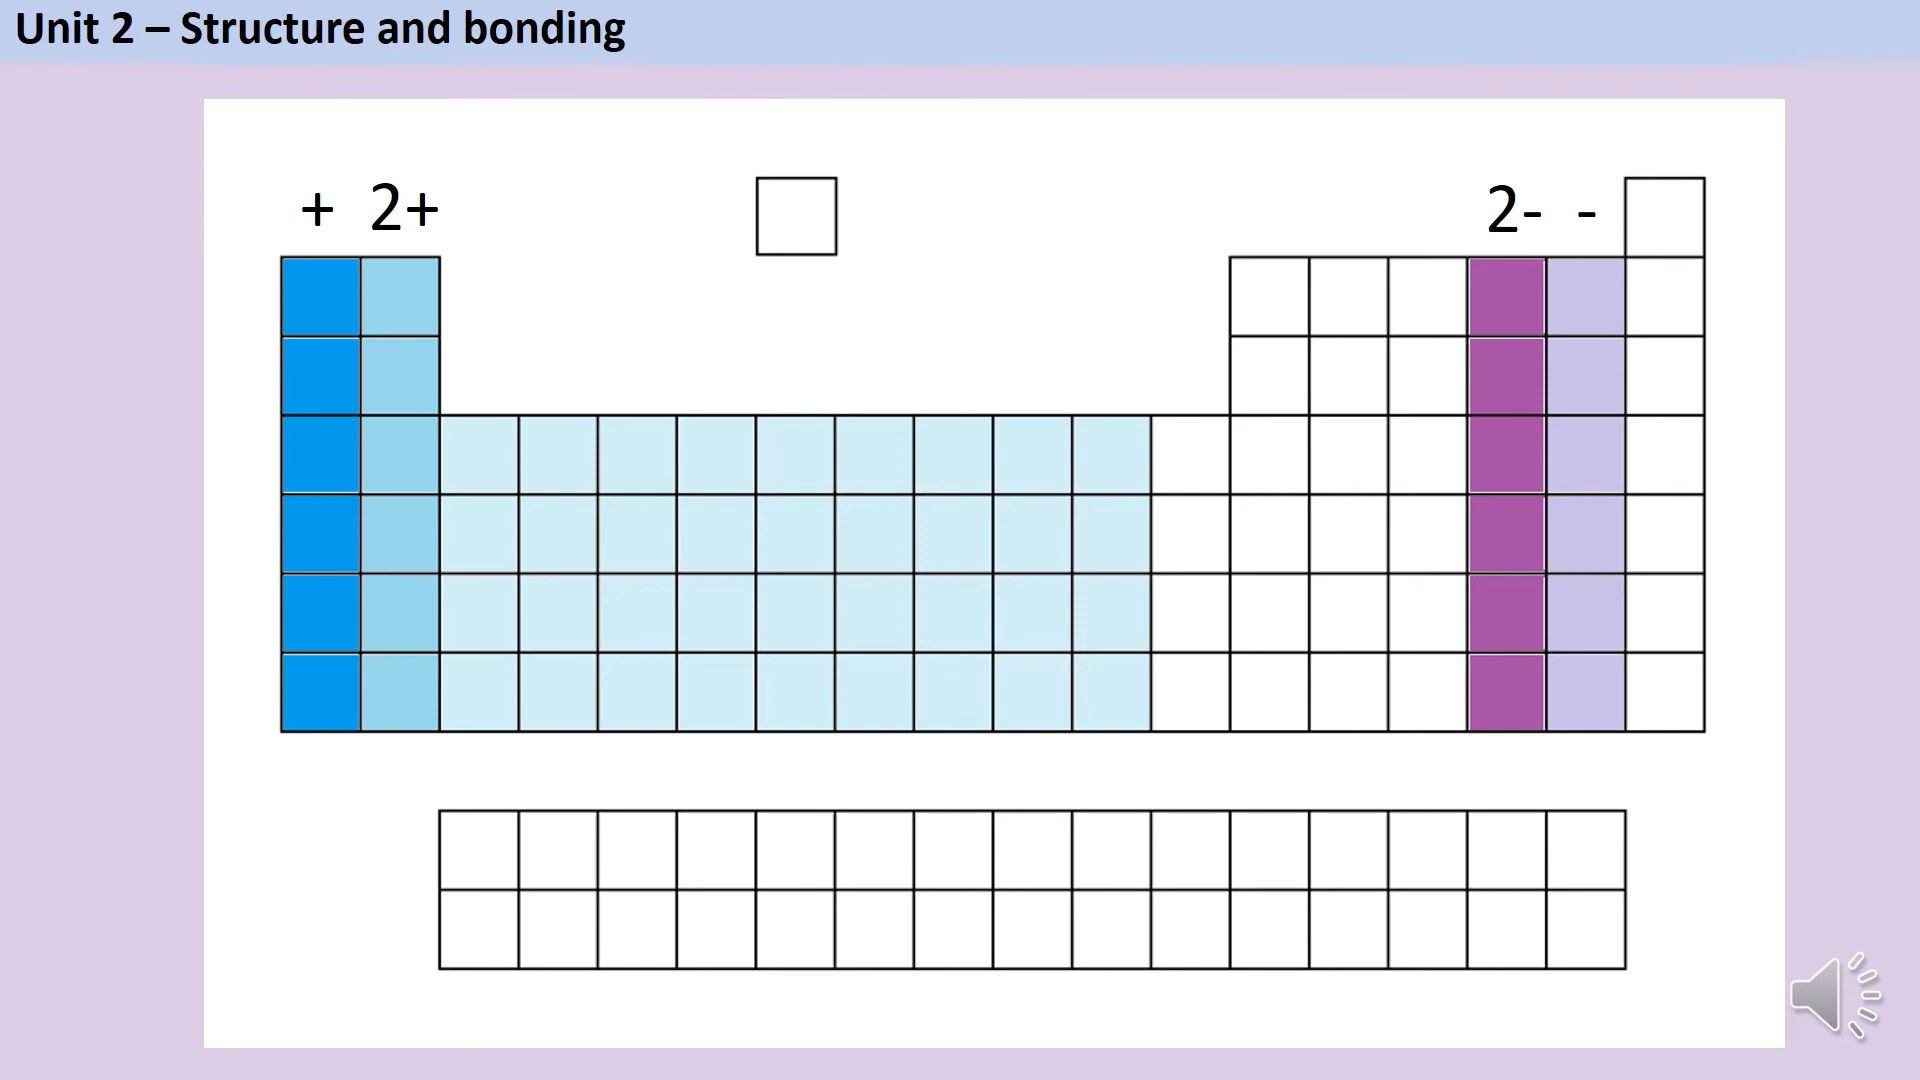 Unit 2 – Structure and bonding
+ 2+ 2- -